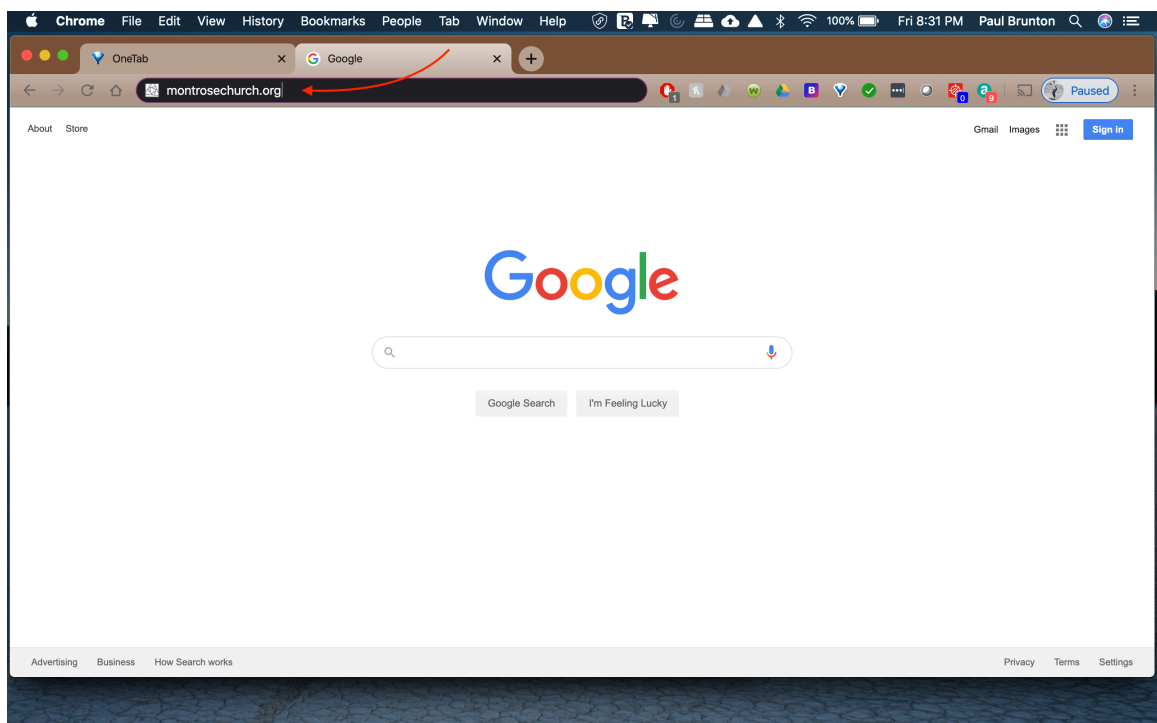 Chrome File Edit View History Bookmarks People Tab Window Help 100% Fri 8:31 PM Paul Brunton
OneTab Google
montrosechurch.org Paused
About Store Gmail Images Sign in
Google
Google Search I'm Feeling Lucky
Advertising Business How Search works Privacy Terms Settings